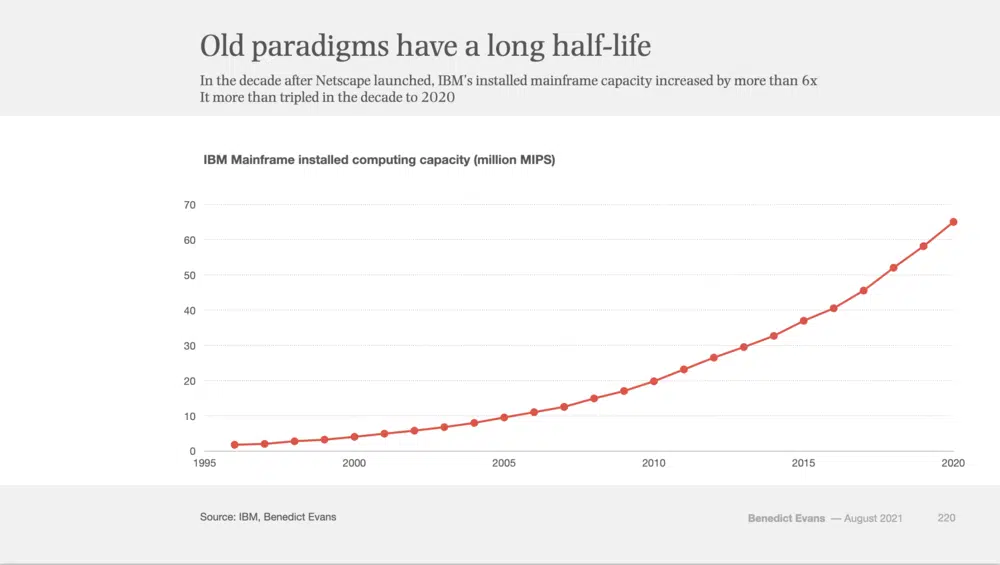 Old paradigms have a long half-life
In the decade after Netscape launched, IBM's installed mainframe capacity increased by more than 6x
It more than tripled in the decade to 2020
IBM Mainframe installed computing capacity (million MIPS)
70
60
50
40
30
20
10
0
1995 2000 2005 2010 2015 2020
Source: IBM, Benedict Evans
Benedict Evans — August 2021 220